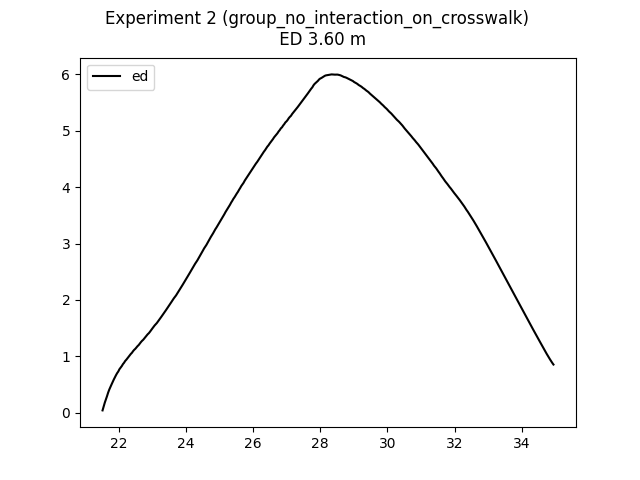 Experiment 2 (group_no_interaction_on_crosswalk)
ED 3.60 m
ed
6
5
4
3
2
1
0
22 24 26 28 30 32 34